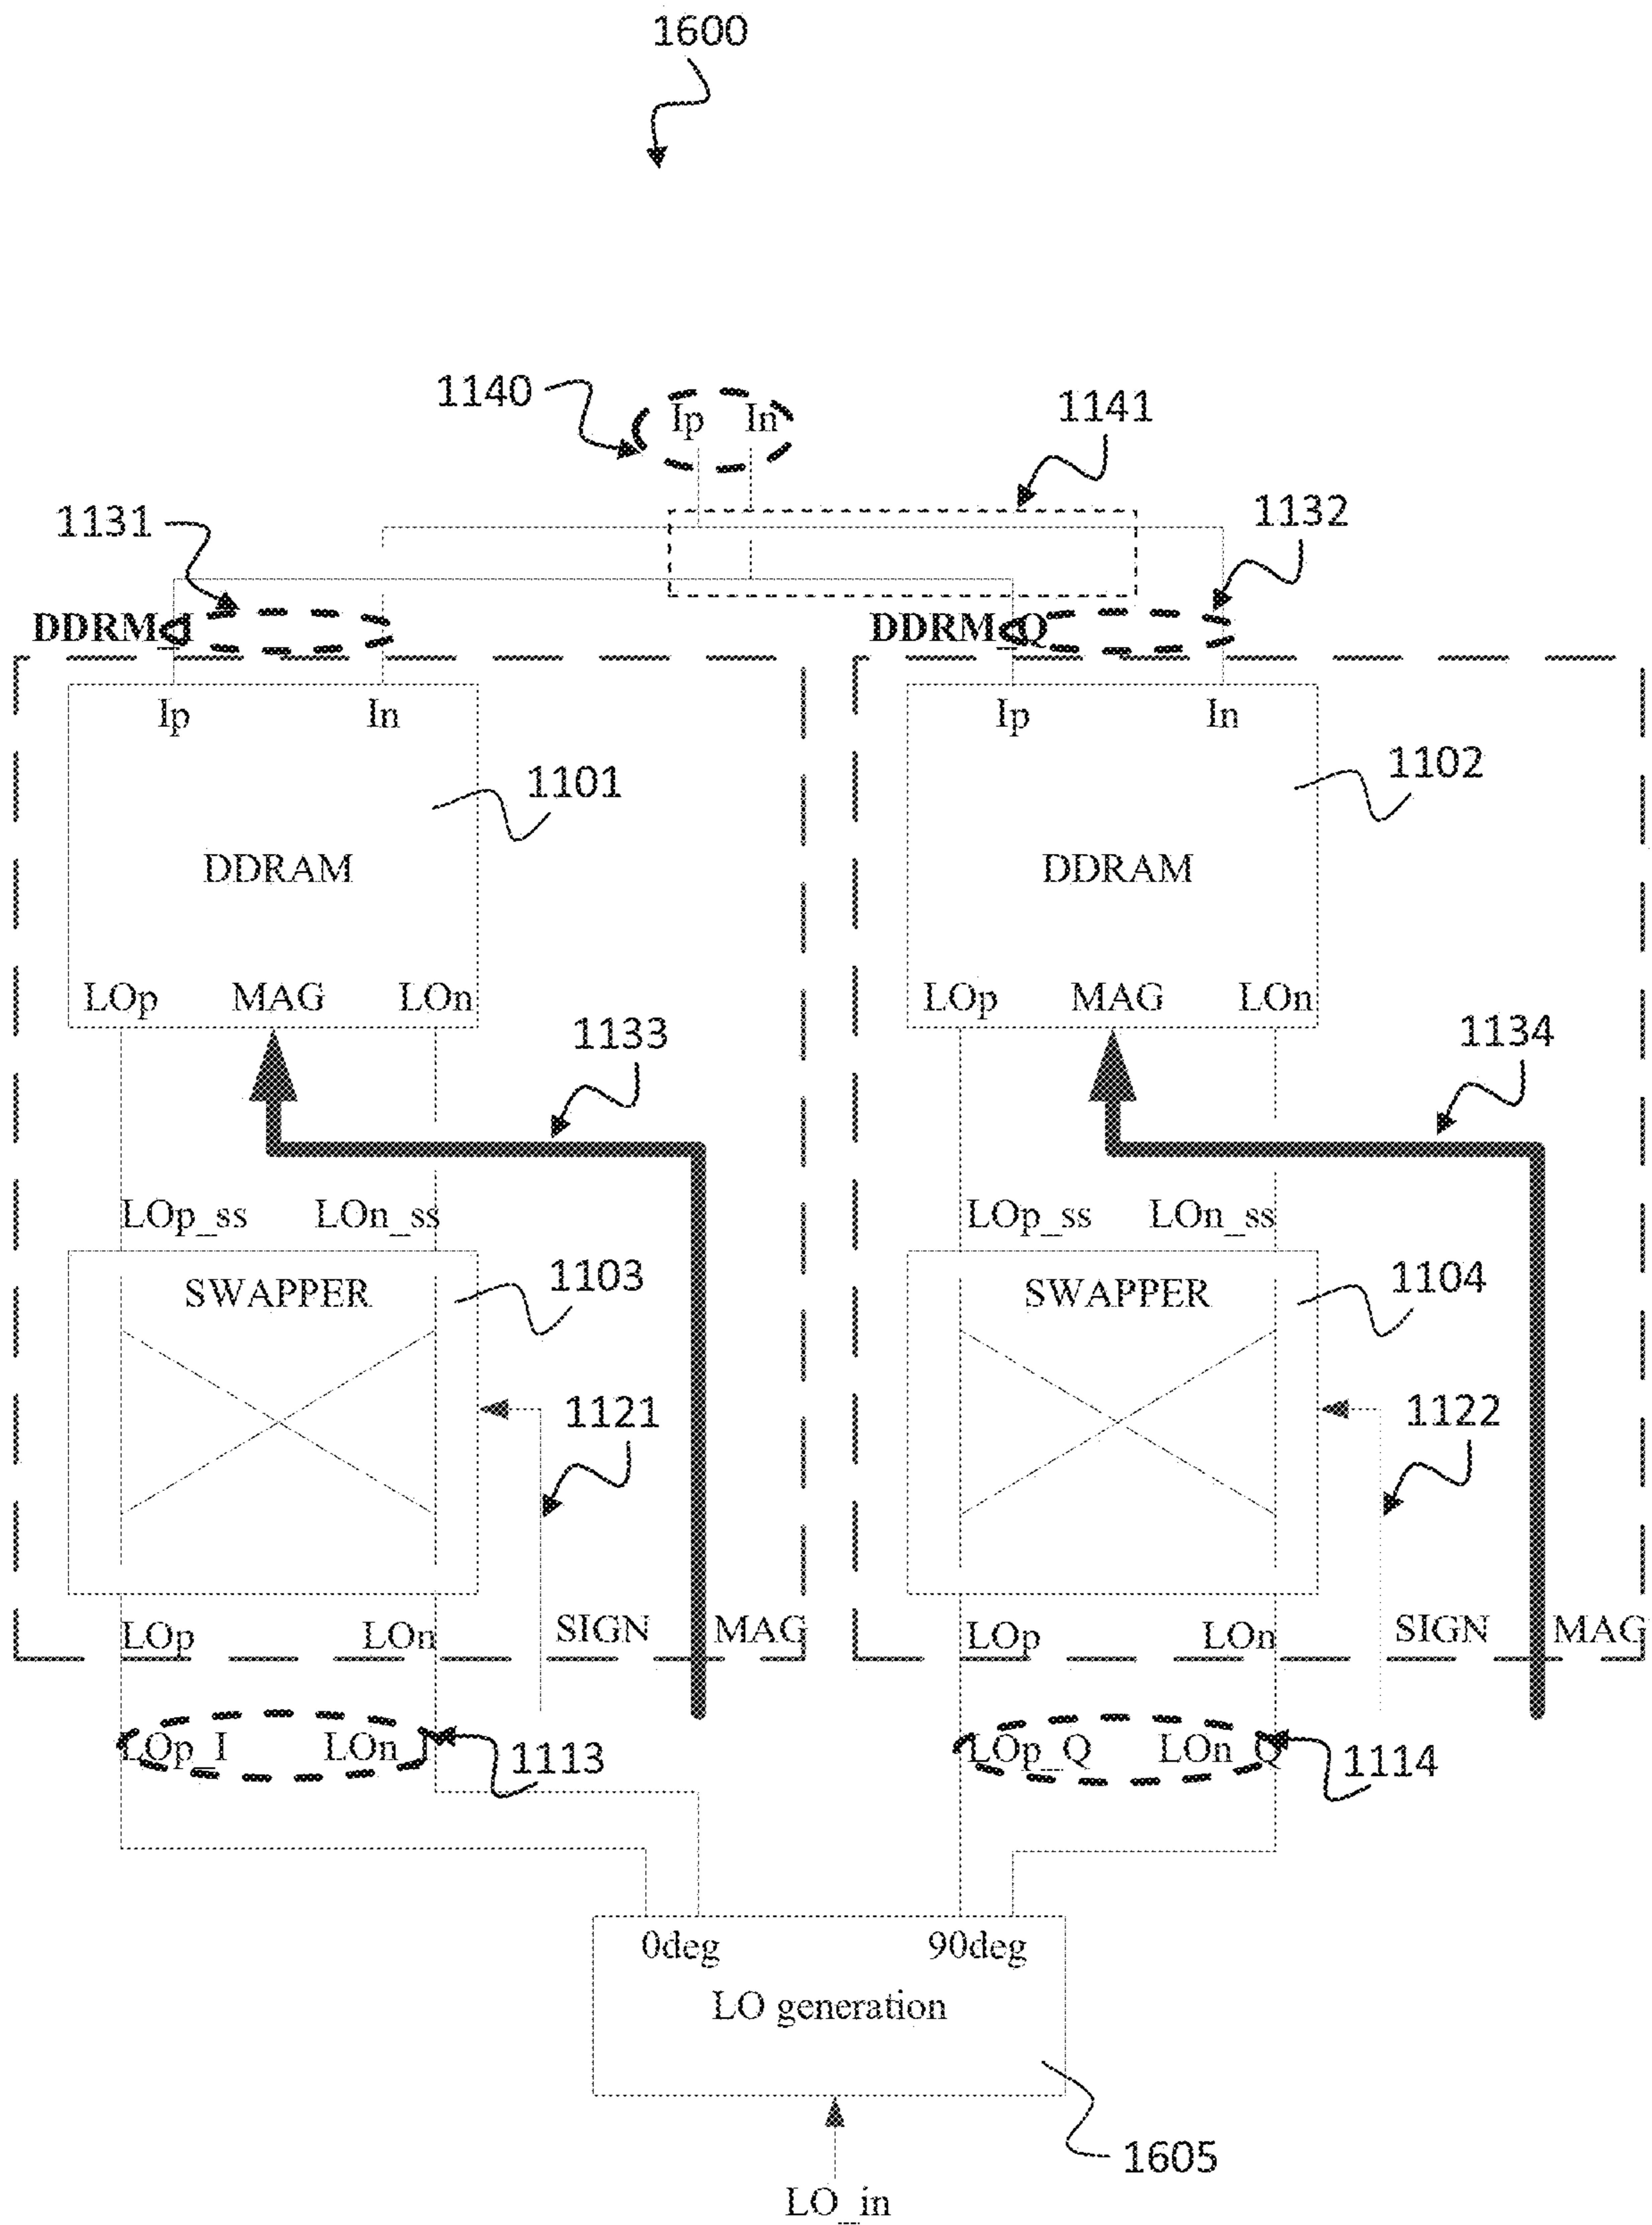 1600
1140
Ip In
1141
1131
1132
DDRM_I
DDRM_Q
Ip In
Ip In
1101
1102
DDRAM
DDRAM
LOp MAG LOn
LOp MAG LOn
1133
1134
LOp_ss LOn_ss
LOp_ss LOn_ss
SWAPPER
1103
SWAPPER
1104
1121
1122
LOp LOn SIGN MAG
LOp LOn SIGN MAG
LOp_I LOn_I
1113
LOp_Q LOn_Q
1114
0deg 90deg
LO generation
1605
LO_in